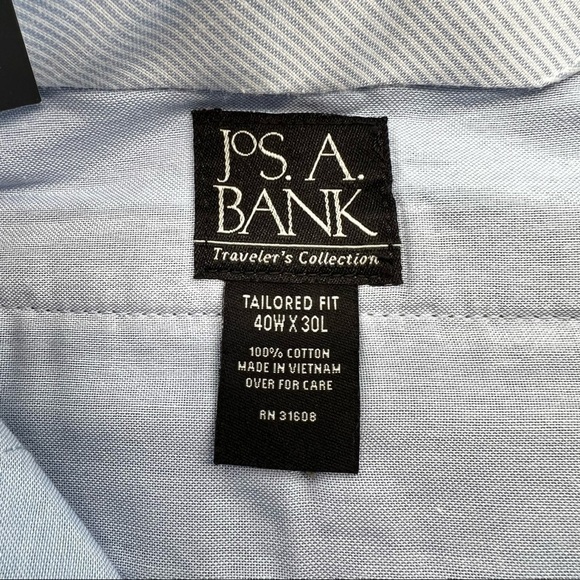 JOS. A.
BANK
Traveler's Collection
TAILORED FIT
40W X 30L
100% COTTON
MADE IN VIETNAM
OVER FOR CARE
RN 31608